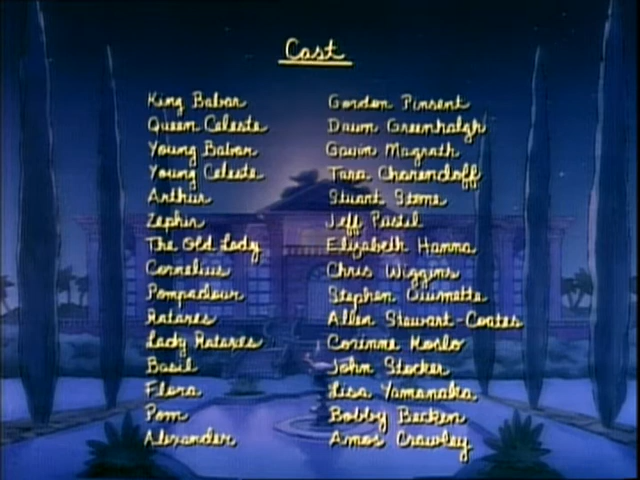 Cast
King Babar Gordon Pinsent
Queen Celeste Dawn Greenhalgh
Young Babar Gavin Magrath
Young Celeste Tara Charendoff
Arthur Stuart Stone
Zephir Jeff Pustil
The Old Lady Elizabeth Hanna
Cornelius Chris Wiggins
Pompadour Stephen Ouimette
Rataxes Allen Stewart-Coates
Lady Rataxes Corinne Koslo
Basil John Stocker
Flora Lisa Yamanaka
Pom Bobby Becken
Alexander Amos Crawley